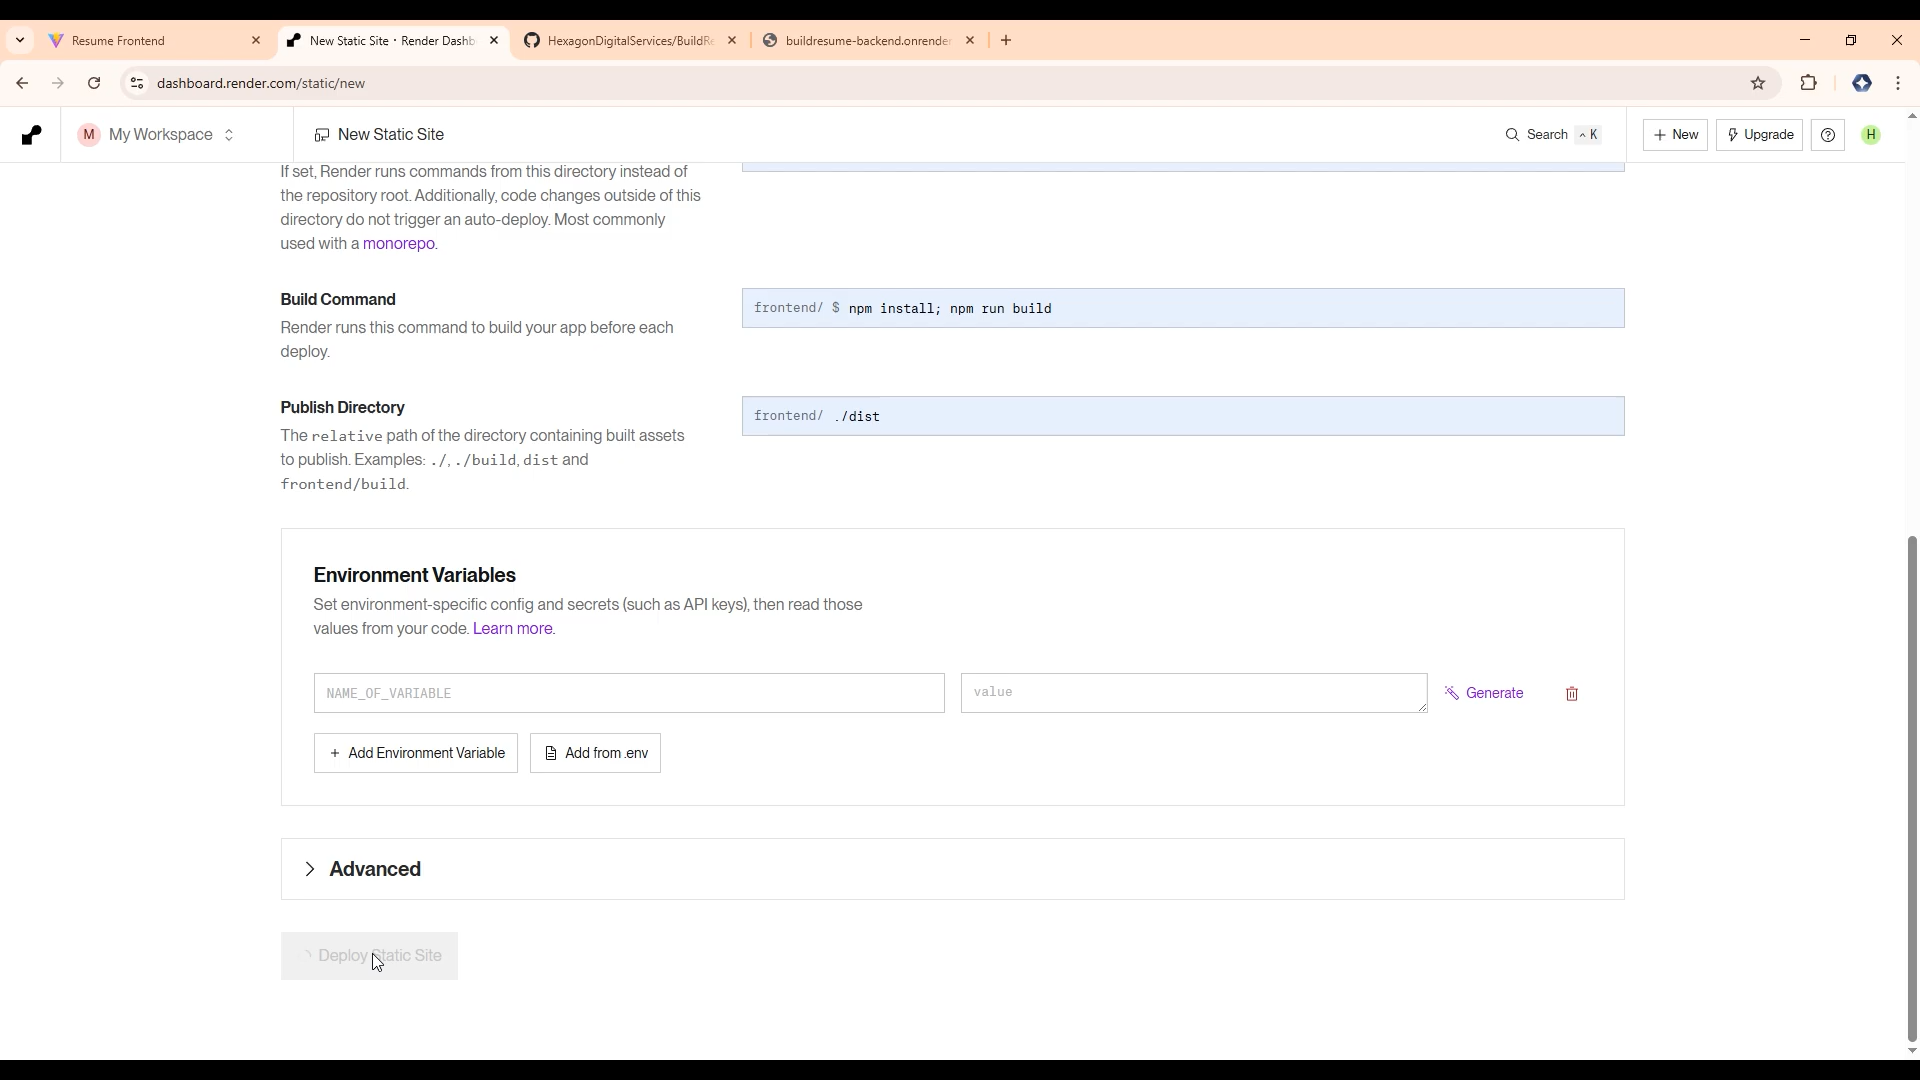 Resume Frontend
New Static Site · Render Dashb
HexagonDigitalServices/BuildRe
buildresume-backend.onrender
dashboard.render.com/static/new
M My Workspace
New Static Site
Search ^ K
+ New
Upgrade
H
If set, Render runs commands from this directory instead of
the repository root. Additionally, code changes outside of this
directory do not trigger an auto-deploy. Most commonly
used with a monorepo.
Build Command
Render runs this command to build your app before each
deploy.
frontend/ $ npm install; npm run build
Publish Directory
The relative path of the directory containing built assets
to publish. Examples: ./, ./build, dist and
frontend/build.
frontend/ ./dist
Environment Variables
Set environment-specific config and secrets (such as API keys), then read those
values from your code. Learn more.
NAME_OF_VARIABLE
value
Generate
+ Add Environment Variable
Add from .env
Advanced
Deploy Static Site